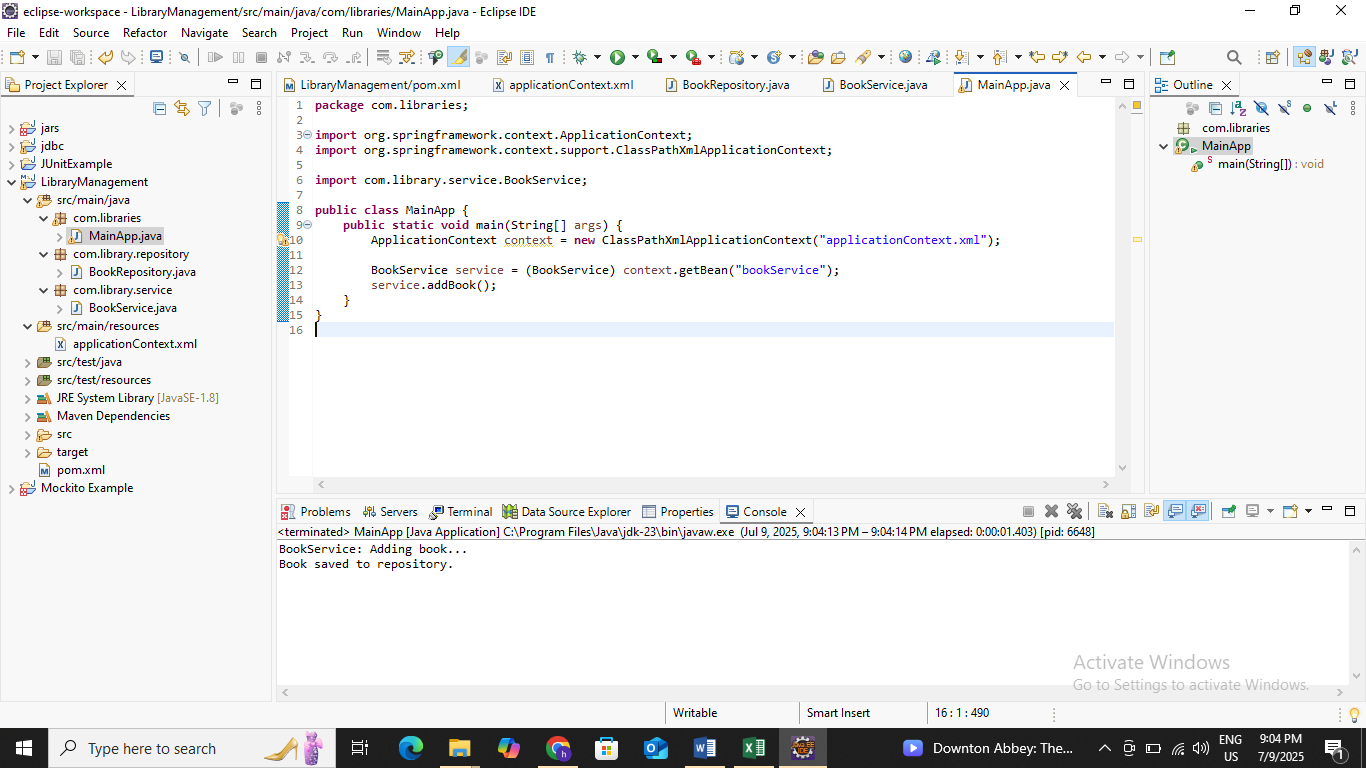 eclipse-workspace - LibraryManagement/src/main/java/com/libraries/MainApp.java - Eclipse IDE
File Edit Source Refactor Navigate Search Project Run Window Help
Project Explorer
jars
jdbc
JUnitExample
LibraryManagement
src/main/java
com.libraries
MainApp.java
com.library.repository
BookRepository.java
com.library.service
BookService.java
src/main/resources
applicationContext.xml
src/test/java
src/test/resources
JRE System Library [JavaSE-1.8]
Maven Dependencies
src
target
pom.xml
Mockito Example
LibraryManagement/pom.xml applicationContext.xml BookRepository.java BookService.java MainApp.java
1 package com.libraries;
2
3 import org.springframework.context.ApplicationContext;
4 import org.springframework.context.support.ClassPathXmlApplicationContext;
5
6 import com.library.service.BookService;
7
8 public class MainApp {
9 public static void main(String[] args) {
10 ApplicationContext context = new ClassPathXmlApplicationContext("applicationContext.xml");
11
12 BookService service = (BookService) context.getBean("bookService");
13 service.addBook();
14 }
15 }
16
Outline
com.libraries
MainApp
main(String[]) : void
Problems Servers Terminal Data Source Explorer Properties Console
<terminated> MainApp [Java Application] C:\Program Files\Java\jdk-23\bin\javaw.exe (Jul 9, 2025, 9:04:13 PM – 9:04:14 PM elapsed: 0:00:01.403) [pid: 6648]
BookService: Adding book...
Book saved to repository.
Activate Windows
Go to Settings to activate Windows.
Writable Smart Insert 16 : 1 : 490
Type here to search
Downton Abbey: The...
ENG
US
9:04 PM
7/9/2025
1